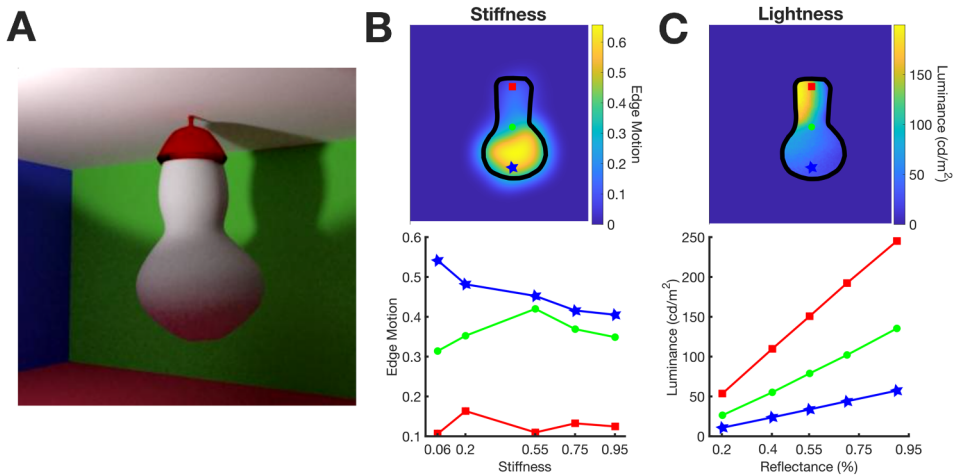 A
B
Stiffness
0.6
0.5
0.4
0.3
0.2
0.1
0
Edge Motion
C
Lightness
150
100
50
0
Luminance (cd/m²)
0.6
0.5
0.4
0.3
0.2
0.1
Edge Motion
0.06 0.2 0.55 0.75 0.95
Stiffness
250
200
150
100
50
0
Luminance (cd/m²)
0.2 0.4 0.55 0.7 0.95
Reflectance (%)